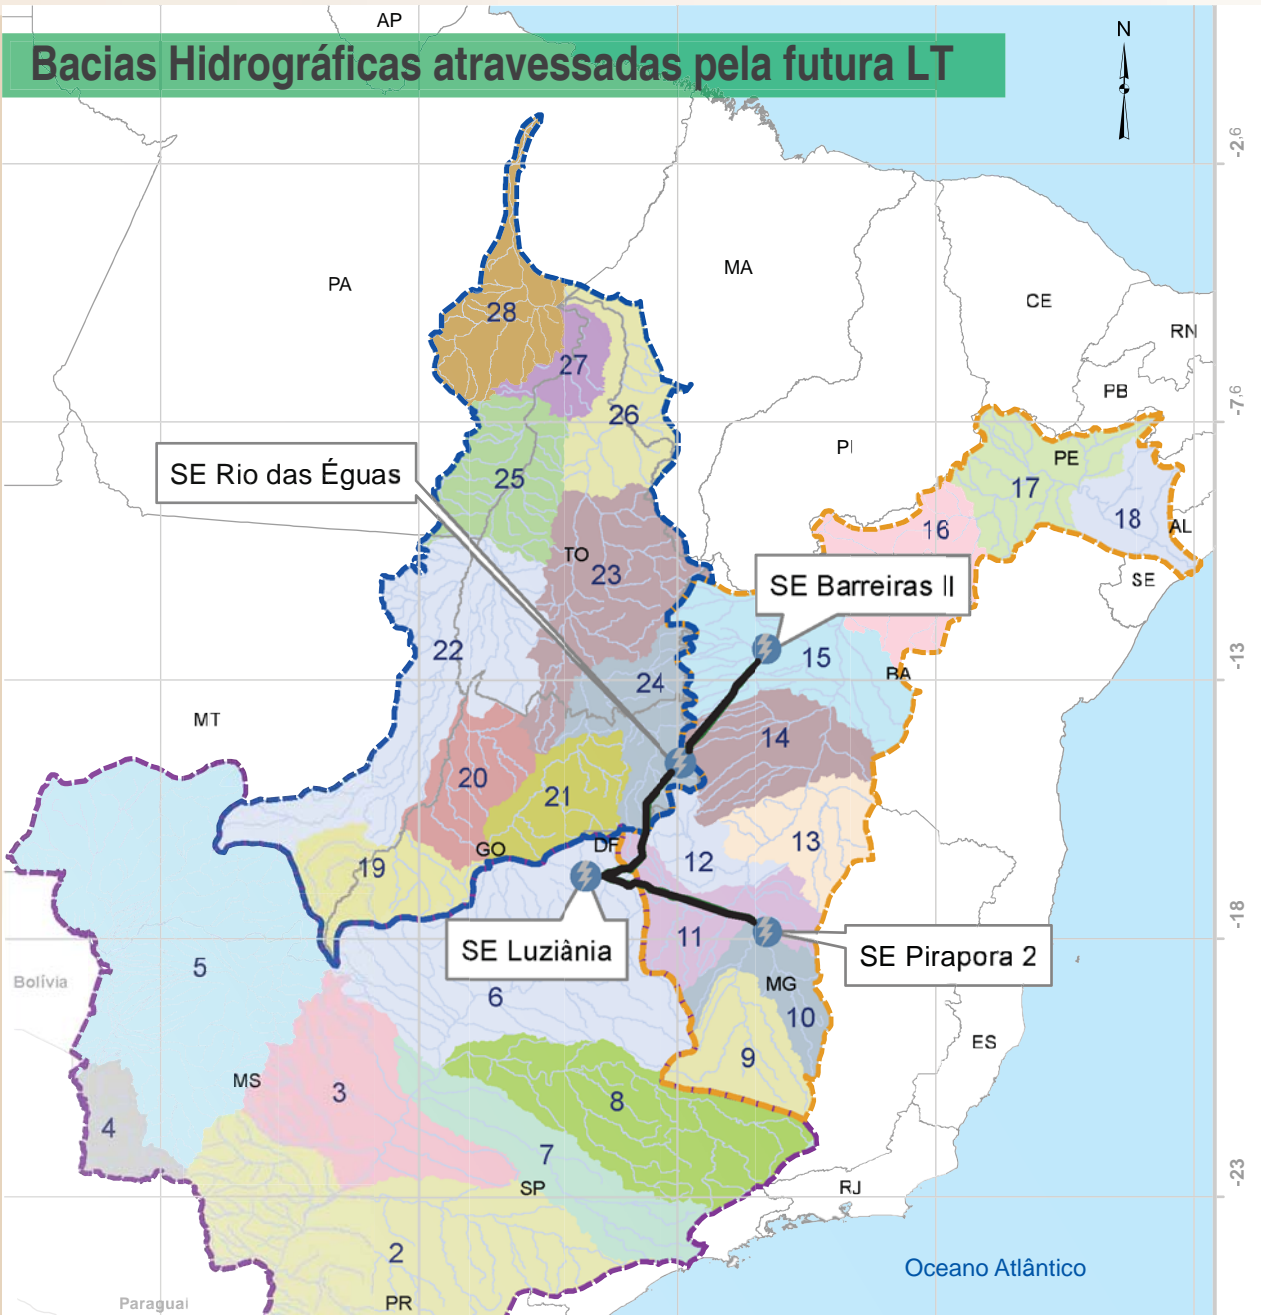 AP
N
Bacias Hidrográficas atravessadas pela futura LT
-2,6
MA
PA
CE
28
RN
27
PB
-7,6
26
PI
PE
SE Rio das Éguas
25
17
18
16
AL
TO
23
SE
SE Barreiras II
22
15
-13
24
BA
MT
14
20
21
13
DF
GO
12
19
-18
11
SE Luziânia
SE Pirapora 2
5
Bolívia
MG
6
10
ES
9
MS
3
8
4
7
-23
SP
RJ
2
Oceano Atlântico
Paraguai
PR